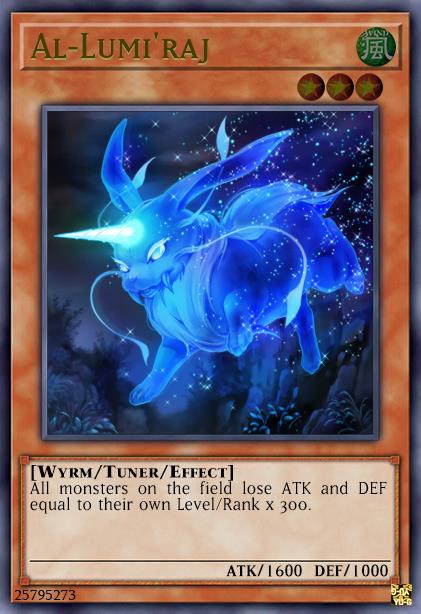 Al-Lumi'raj
WIND
風
[Wyrm/Tuner/Effect]
All monsters on the field lose ATK and DEF
equal to their own Level/Rank x 300.
ATK/1600 DEF/1000
25795273